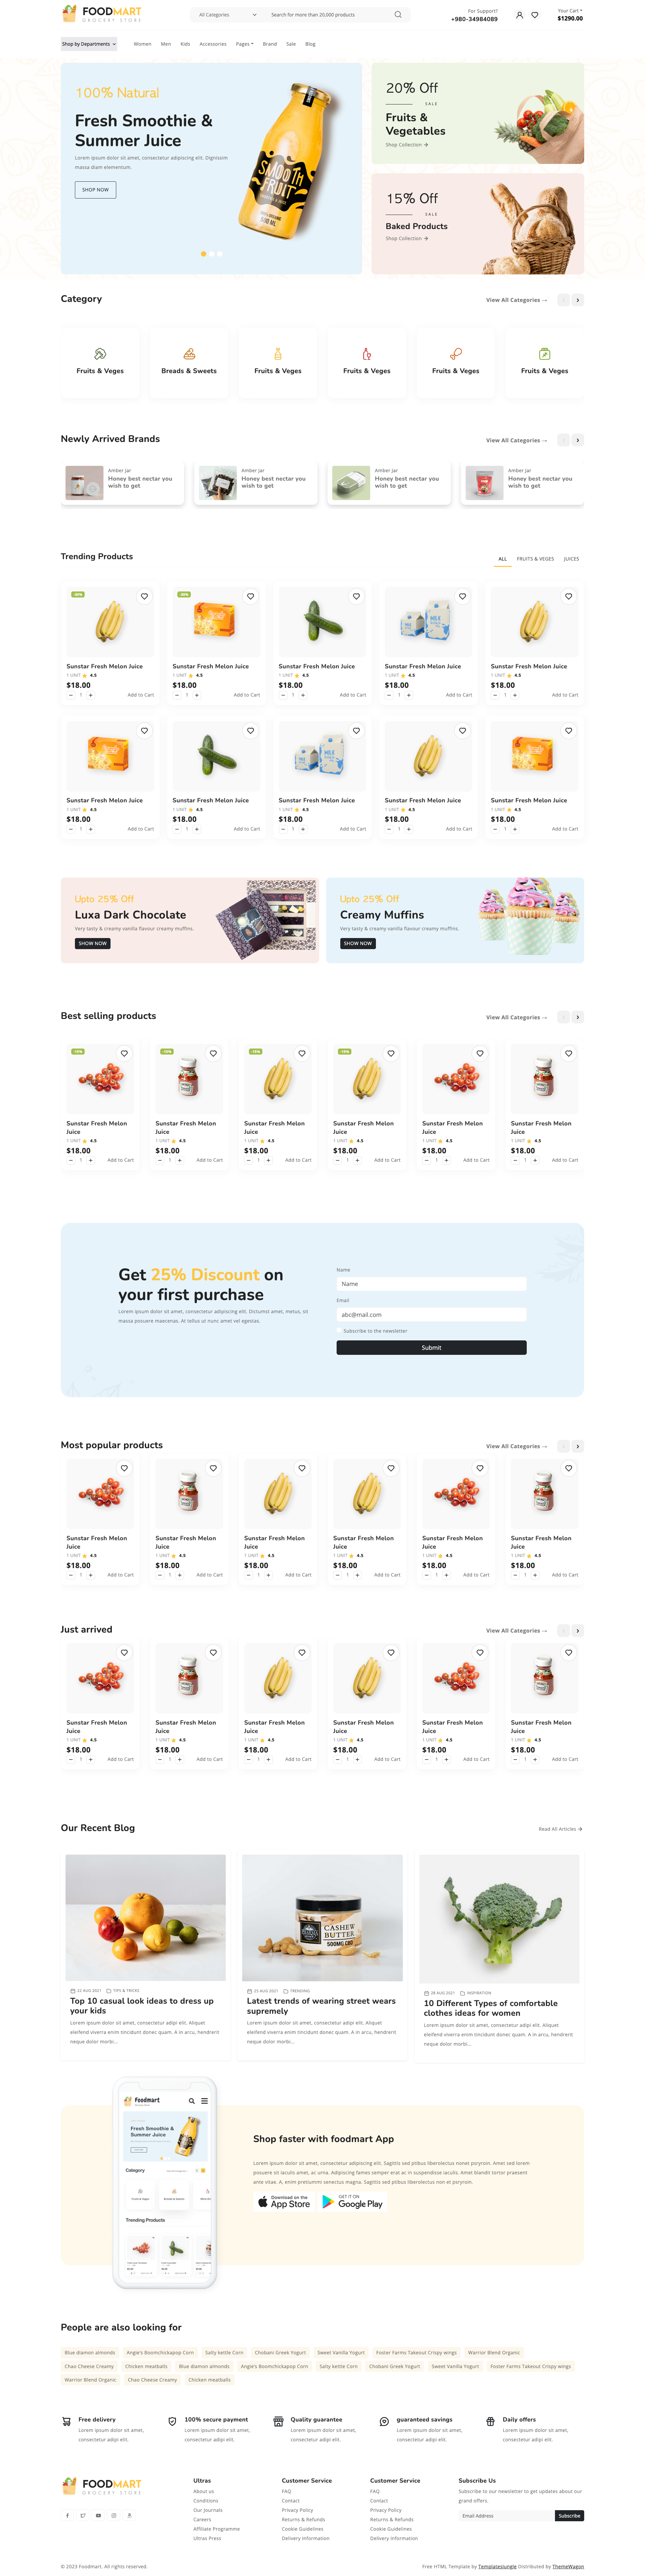 FOODMART
GROCERY STORE
All Categories
Search for more than 20,000 products
For Support?
+980-34984089
Your Cart
$1290.00
Shop by Departments
Women
Men
Kids
Accessories
Pages
Brand
Sale
Blog
100% Natural
Fresh Smoothie &
Summer Juice
Lorem ipsum dolor sit amet, consectetur adipiscing elit. Dignissim
massa diam elementum.
SHOP NOW
SMOOTH
FRUIT
20% Off
SALE
Fruits &
Vegetables
Shop Collection →
15% Off
SALE
Baked Products
Shop Collection →
Category
View All Categories →
Fruits & Veges
Breads & Sweets
Fruits & Veges
Fruits & Veges
Fruits & Veges
Fruits & Veges
Newly Arrived Brands
View All Categories →
Amber Jar
Honey best nectar you
wish to get
Amber Jar
Honey best nectar you
wish to get
Amber Jar
Honey best nectar you
wish to get
Amber Jar
Honey best nectar you
wish to get
Trending Products
ALL
FRUITS & VEGES
JUICES
Sunstar Fresh Melon Juice
1 UNIT 4.5
$18.00
1
Add to Cart
Sunstar Fresh Melon Juice
1 UNIT 4.5
$18.00
1
Add to Cart
Sunstar Fresh Melon Juice
1 UNIT 4.5
$18.00
1
Add to Cart
MILK
Sunstar Fresh Melon Juice
1 UNIT 4.5
$18.00
1
Add to Cart
Sunstar Fresh Melon Juice
1 UNIT 4.5
$18.00
1
Add to Cart
Sunstar Fresh Melon Juice
1 UNIT 4.5
$18.00
1
Add to Cart
Sunstar Fresh Melon Juice
1 UNIT 4.5
$18.00
1
Add to Cart
MILK
Sunstar Fresh Melon Juice
1 UNIT 4.5
$18.00
1
Add to Cart
Sunstar Fresh Melon Juice
1 UNIT 4.5
$18.00
1
Add to Cart
Sunstar Fresh Melon Juice
1 UNIT 4.5
$18.00
1
Add to Cart
Upto 25% Off
Luxa Dark Chocolate
Very tasty & creamy vanilla flavour creamy muffins.
SHOW NOW
Upto 25% Off
Creamy Muffins
Very tasty & creamy vanilla flavour creamy muffins.
SHOW NOW
Best selling products
View All Categories →
-15%
Sunstar Fresh Melon
Juice
1 UNIT 4.5
$18.00
1
Add to Cart
-15%
Sunstar Fresh Melon
Juice
1 UNIT 4.5
$18.00
1
Add to Cart
-15%
Sunstar Fresh Melon
Juice
1 UNIT 4.5
$18.00
1
Add to Cart
-15%
Sunstar Fresh Melon
Juice
1 UNIT 4.5
$18.00
1
Add to Cart
Sunstar Fresh Melon
Juice
1 UNIT 4.5
$18.00
1
Add to Cart
Sunstar Fresh Melon
Juice
1 UNIT 4.5
$18.00
1
Add to Cart
Get 25% Discount on
your first purchase
Lorem ipsum dolor sit amet, consectetur adipiscing elit. Dictumst amet, metus, sit
massa posuere maecenas. At tellus ut nunc amet vel egestas.
Name
Name
Email
abc@mail.com
Subscribe to the newsletter
Submit
Most popular products
View All Categories →
Sunstar Fresh Melon
Juice
1 UNIT 4.5
$18.00
1
Add to Cart
Sunstar Fresh Melon
Juice
1 UNIT 4.5
$18.00
1
Add to Cart
Sunstar Fresh Melon
Juice
1 UNIT 4.5
$18.00
1
Add to Cart
Sunstar Fresh Melon
Juice
1 UNIT 4.5
$18.00
1
Add to Cart
Sunstar Fresh Melon
Juice
1 UNIT 4.5
$18.00
1
Add to Cart
Sunstar Fresh Melon
Juice
1 UNIT 4.5
$18.00
1
Add to Cart
Just arrived
View All Categories →
Sunstar Fresh Melon
Juice
1 UNIT 4.5
$18.00
1
Add to Cart
Sunstar Fresh Melon
Juice
1 UNIT 4.5
$18.00
1
Add to Cart
Sunstar Fresh Melon
Juice
1 UNIT 4.5
$18.00
1
Add to Cart
Sunstar Fresh Melon
Juice
1 UNIT 4.5
$18.00
1
Add to Cart
Sunstar Fresh Melon
Juice
1 UNIT 4.5
$18.00
1
Add to Cart
Sunstar Fresh Melon
Juice
1 UNIT 4.5
$18.00
1
Add to Cart
Our Recent Blog
Read All Articles →
22 AUG 2021 TIPS & TRICKS
Top 10 casual look ideas to dress up
your kids
Lorem ipsum dolor sit amet, consectetur adipi elit. Aliquet
eleifend viverra enim tincidunt donec quam. A in arcu, hendrerit
neque dolor morbi...
CASHEW
BUTTER
500MG CBD
25 AUG 2021 TRENDING
Latest trends of wearing street wears
supremely
Lorem ipsum dolor sit amet, consectetur adipi elit. Aliquet
eleifend viverra enim tincidunt donec quam. A in arcu, hendrerit
neque dolor morbi...
28 AUG 2021 INSPIRATION
10 Different Types of comfortable
clothes ideas for women
Lorem ipsum dolor sit amet, consectetur adipi elit. Aliquet
eleifend viverra enim tincidunt donec quam. A in arcu, hendrerit
neque dolor morbi...
Foodmart
Fresh Smoothie &
Summer Juice
Category
Trending Products
Shop faster with foodmart App
Lorem ipsum dolor sit amet, consectetur adipiscing elit. Sagittis sed ptibus liberolectus nonet psryroin. Amet sed lorem
posuere sit iaculis amet, ac urna. Adipiscing fames semper erat ac in suspendisse iaculis. Amet blandit tortor praesent
ante vitae. A, enim pretiummi senectus magna. Sagittis sed ptibus liberolectus non et psryroin.
Download on the
App Store
GET IT ON
Google Play
People are also looking for
Blue diamon almonds
Angie's Boomchickapop Corn
Salty kettle Corn
Chobani Greek Yogurt
Sweet Vanilla Yogurt
Foster Farms Takeout Crispy wings
Warrior Blend Organic
Chao Cheese Creamy
Chicken meatballs
Blue diamon almonds
Angie's Boomchickapop Corn
Salty kettle Corn
Chobani Greek Yogurt
Sweet Vanilla Yogurt
Foster Farms Takeout Crispy wings
Warrior Blend Organic
Chao Cheese Creamy
Chicken meatballs
Free delivery
Lorem ipsum dolor sit amet,
consectetur adipi elit.
100% secure payment
Lorem ipsum dolor sit amet,
consectetur adipi elit.
Quality guarantee
Lorem ipsum dolor sit amet,
consectetur adipi elit.
guaranteed savings
Lorem ipsum dolor sit amet,
consectetur adipi elit.
Daily offers
Lorem ipsum dolor sit amet,
consectetur adipi elit.
FOODMART
GROCERY STORE
Ultras
About us
Conditions
Our Journals
Careers
Affiliate Programme
Ultras Press
Customer Service
FAQ
Contact
Privacy Policy
Returns & Refunds
Cookie Guidelines
Delivery Information
Customer Service
FAQ
Contact
Privacy Policy
Returns & Refunds
Cookie Guidelines
Delivery Information
Subscribe Us
Subscribe to our newsletter to get updates about our
grand offers.
Email Address
Subscribe
© 2023 Foodmart. All rights reserved.
Free HTML Template by TemplatesJungle Distributed by ThemeWagon